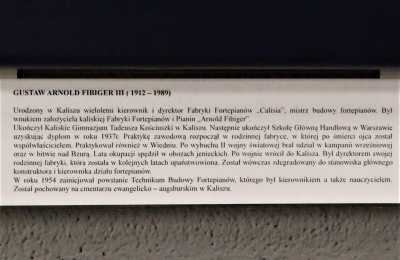 GUSTAW ARNOLD FIBIGER III ( 1912 – 1989)
Urodzony w Kaliszu wieloletni kierownik i dyrektor Fabryki Fortepianów „Calisia", mistrz budowy fortepianów. Był
wnukiem założyciela kaliskiej Fabryki Fortepianów i Pianin „Arnold Fibiger".
Ukończył Kaliskie Gimnazjum Tadeusza Kościuszki w Kaliszu. Następnie ukończył Szkołę Główną Handlową w Warszawie
uzyskując dyplom w roku 1937r. Praktykę zawodową rozpoczął w rodzinnej fabryce, w której po śmierci ojca został
współwłaścicielem. Praktykował również w Wiedniu. Po wybuchu II wojny światowej brał udział w kampanii wrześniowej
oraz w bitwie nad Bzurą. Lata okupacji spędził w obozach jenieckich. Po wojnie wrócił do Kalisza. Był dyrektorem swojej
rodzinnej fabryki, która została w kolejnych latach upaństwowiona. Został wówczas zdegradowany do stanowiska głównego
konstruktora i kierownika działu fortepianów.
W roku 1954 zainicjował powstanie Technikum Budowy Fortepianów, którego był kierownikiem a także nauczycielem.
Został pochowany na cmentarzu ewangelicko – augsburskim w Kaliszu.